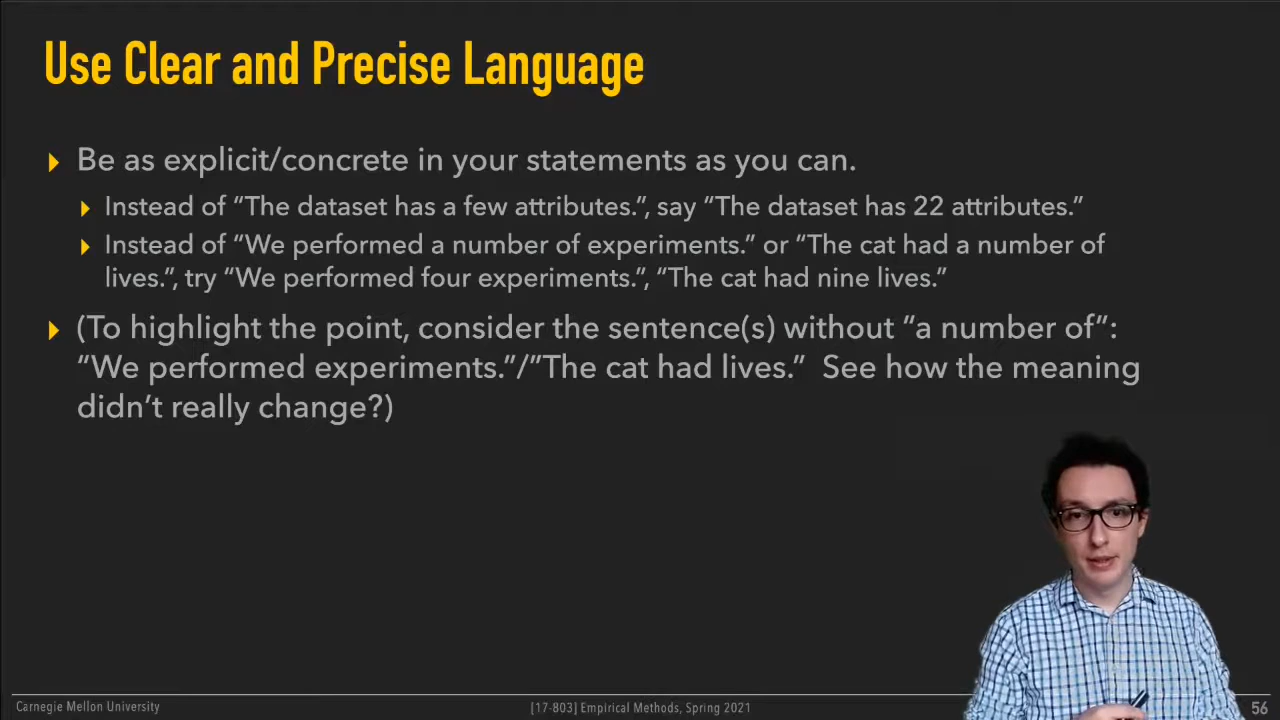 Use Clear and Precise Language
Be as explicit/concrete in your statements as you can.
Instead of “The dataset has a few attributes.”, say “The dataset has 22 attributes.”
Instead of “We performed a number of experiments.” or “The cat had a number of
lives.”, try “We performed four experiments.”, “The cat had nine lives.”
(To highlight the point, consider the sentence(s) without “a number of”:
“We performed experiments.”/”The cat had lives.”  See how the meaning
didn’t really change?)
Carnegie Mellon University
[17-803] Empirical Methods, Spring 2021
56